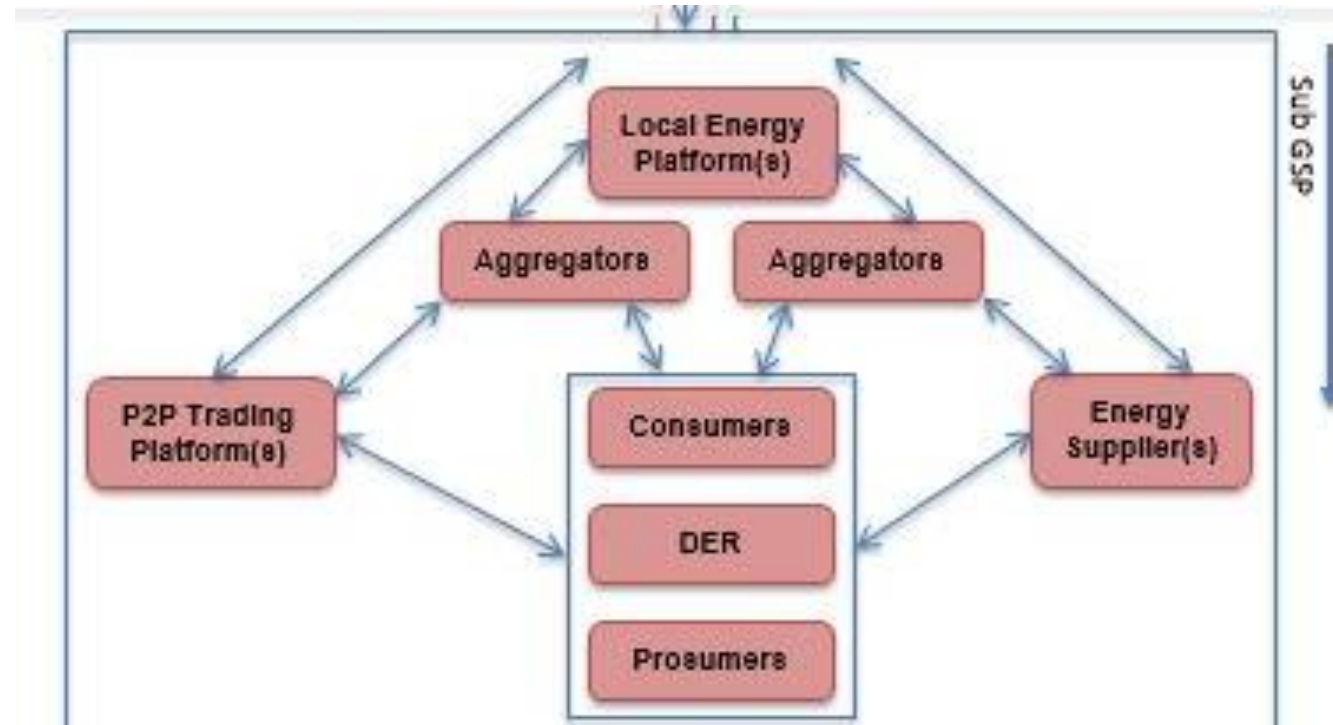 Sub GSP
Local Energy
Platform(s)
Aggregators
Aggregators
P2P Trading
Platform(s)
Consumers
Energy
Supplier(s)
DER
Prosumers